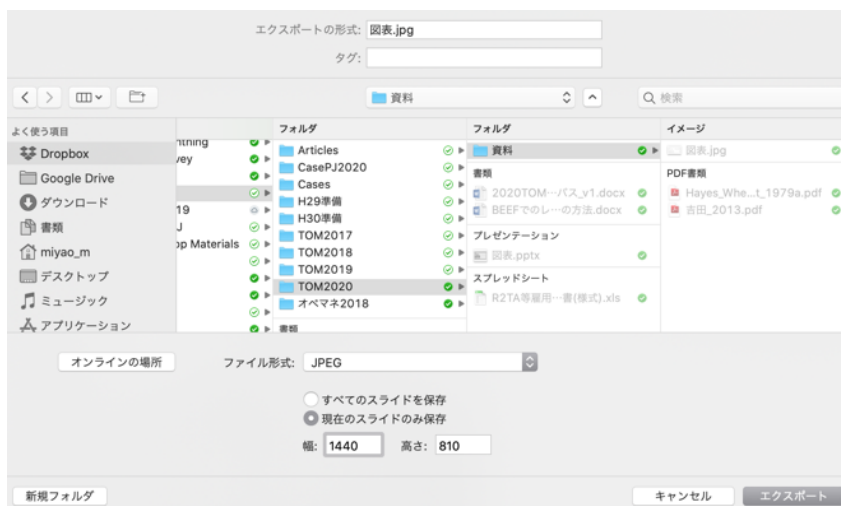 エクスポートの形式: 図表.jpg
タグ:
資料
検索
よく使う項目
Dropbox
Google Drive
ダウンロード
書類
miyao_m
デスクトップ
ミュージック
アプリケーション
19
op Materials
フォルダ
Articles
CasePJ2020
Cases
H29準備
H30準備
TOM2017
TOM2018
TOM2019
TOM2020
オペマネ2018
書類
フォルダ
資料
書類
2020TOM…パス_v1.docx
BEEFでのレ…の方法.docx
プレゼンテーション
図表.pptx
スプレッドシート
R2TA等雇用…書(様式).xls
イメージ
図表.jpg
PDF書類
Hayes_Whe...t_1979a.pdf
吉田_2013.pdf
オンラインの場所
ファイル形式: JPEG
すべてのスライドを保存
現在のスライドのみ保存
幅: 1440 高さ: 810
新規フォルダ
キャンセル
エクスポート